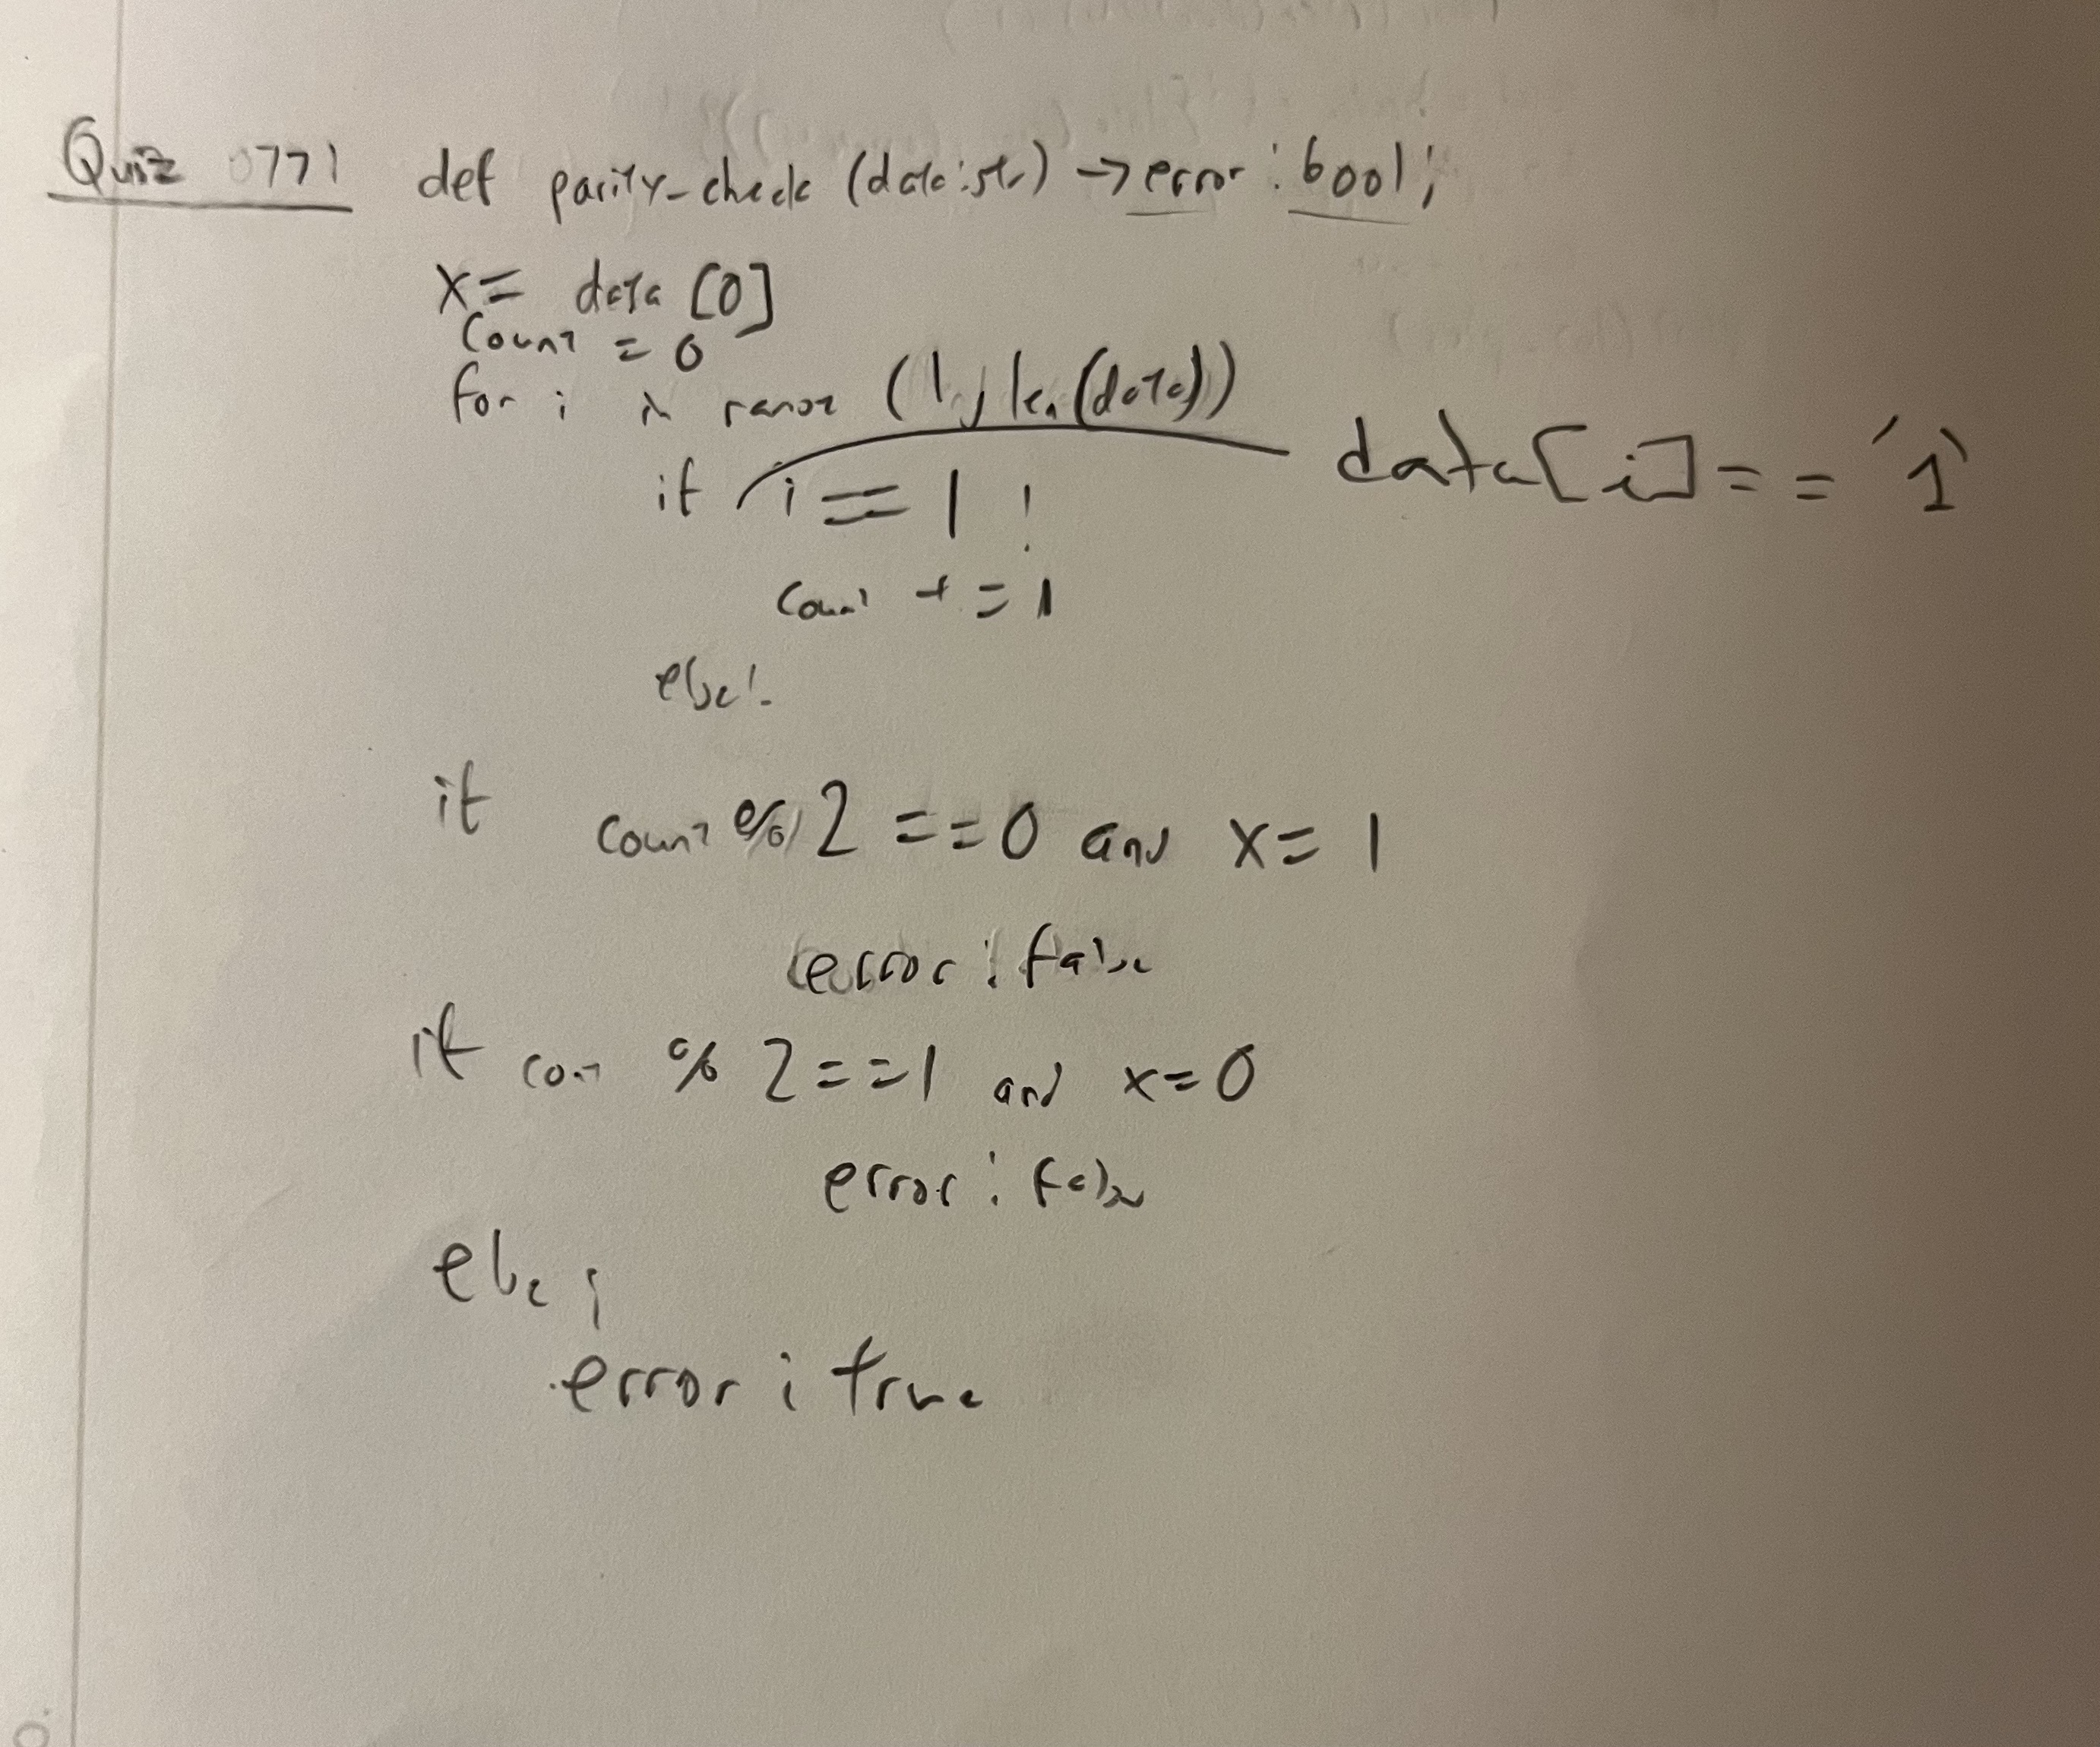 Quiz 0771 def parity-check (data:str) → error : bool;
x= data [0]
Count = 0
for i in range (1, len(data))
if i == 1 : data[i] == '1'
Count += 1
else:
if count % 2 == 0 and x= 1
error : false
if con % 2 ==1 and x=0
error : false
else ;
error : true